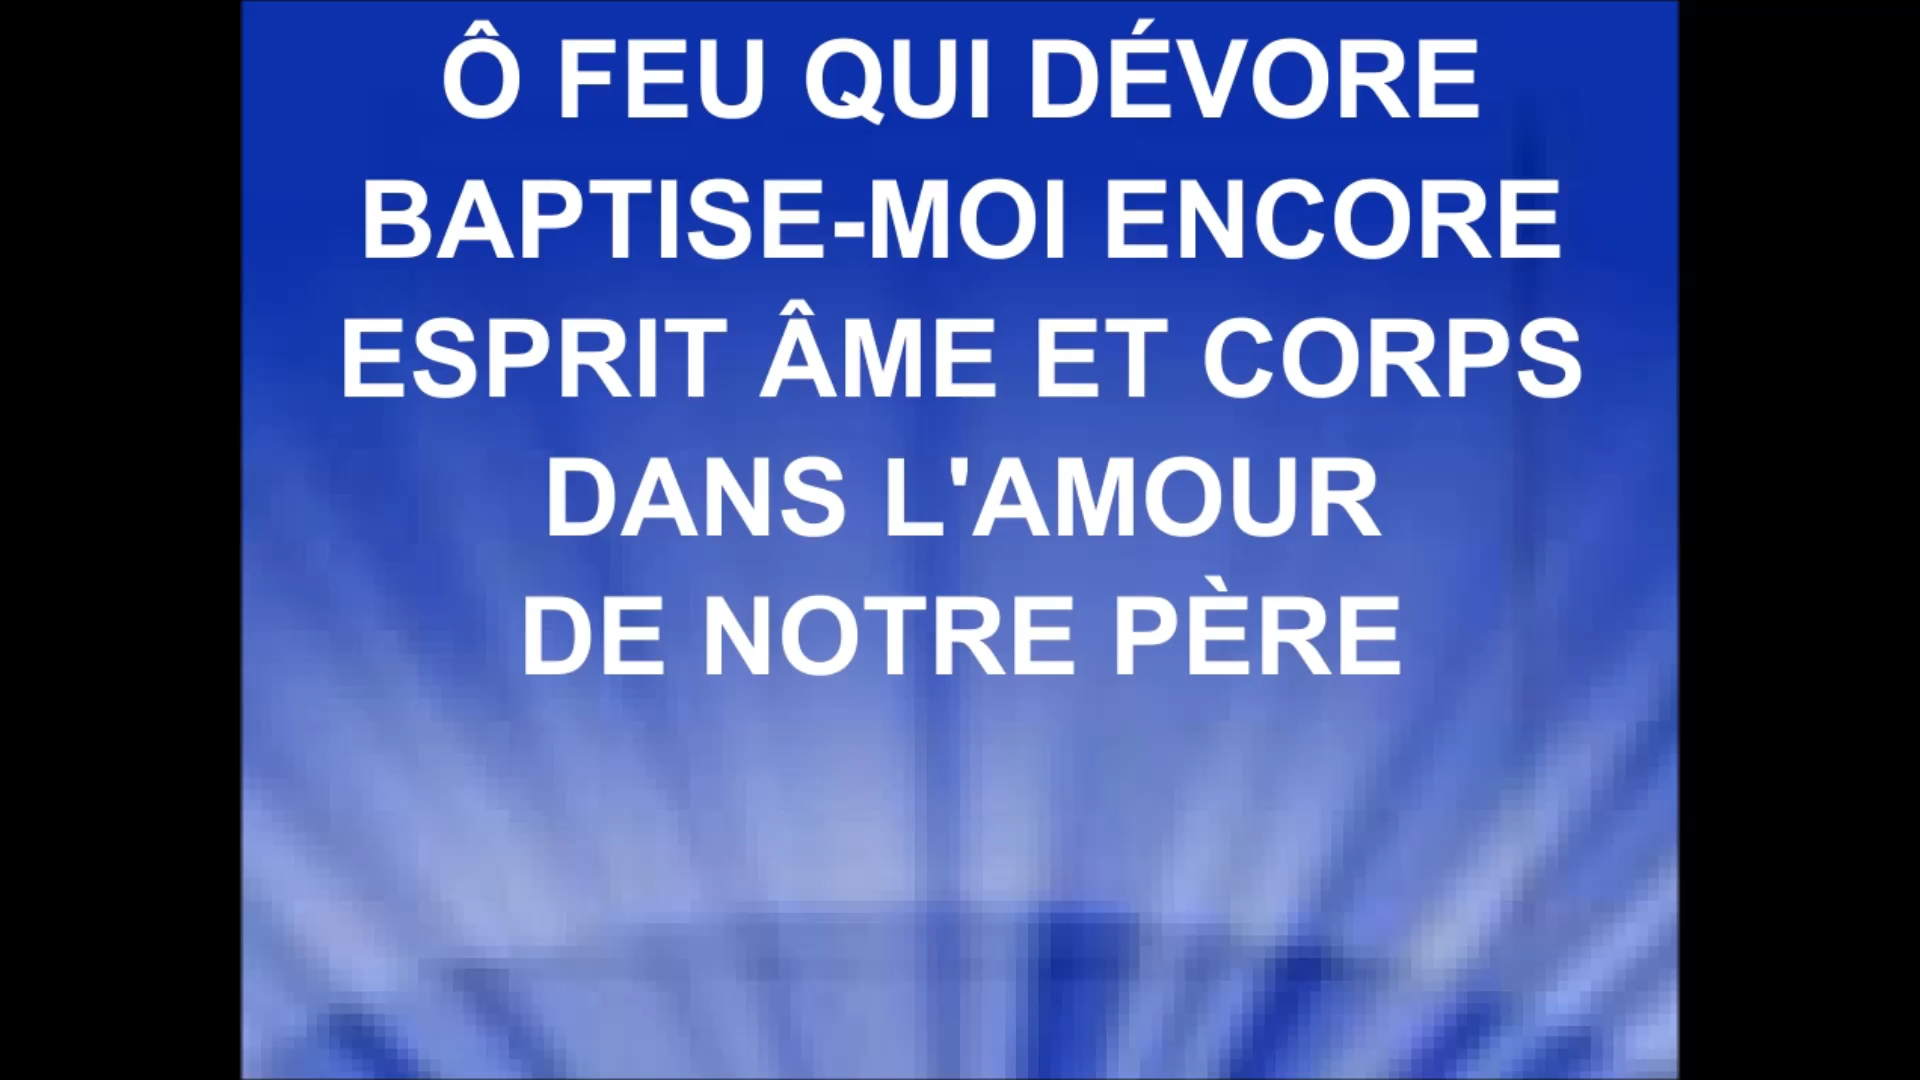 Ô FEU QUI DÉVORE
BAPTISE-MOI ENCORE
ESPRIT ÂME ET CORPS
DANS L'AMOUR
DE NOTRE PÈRE